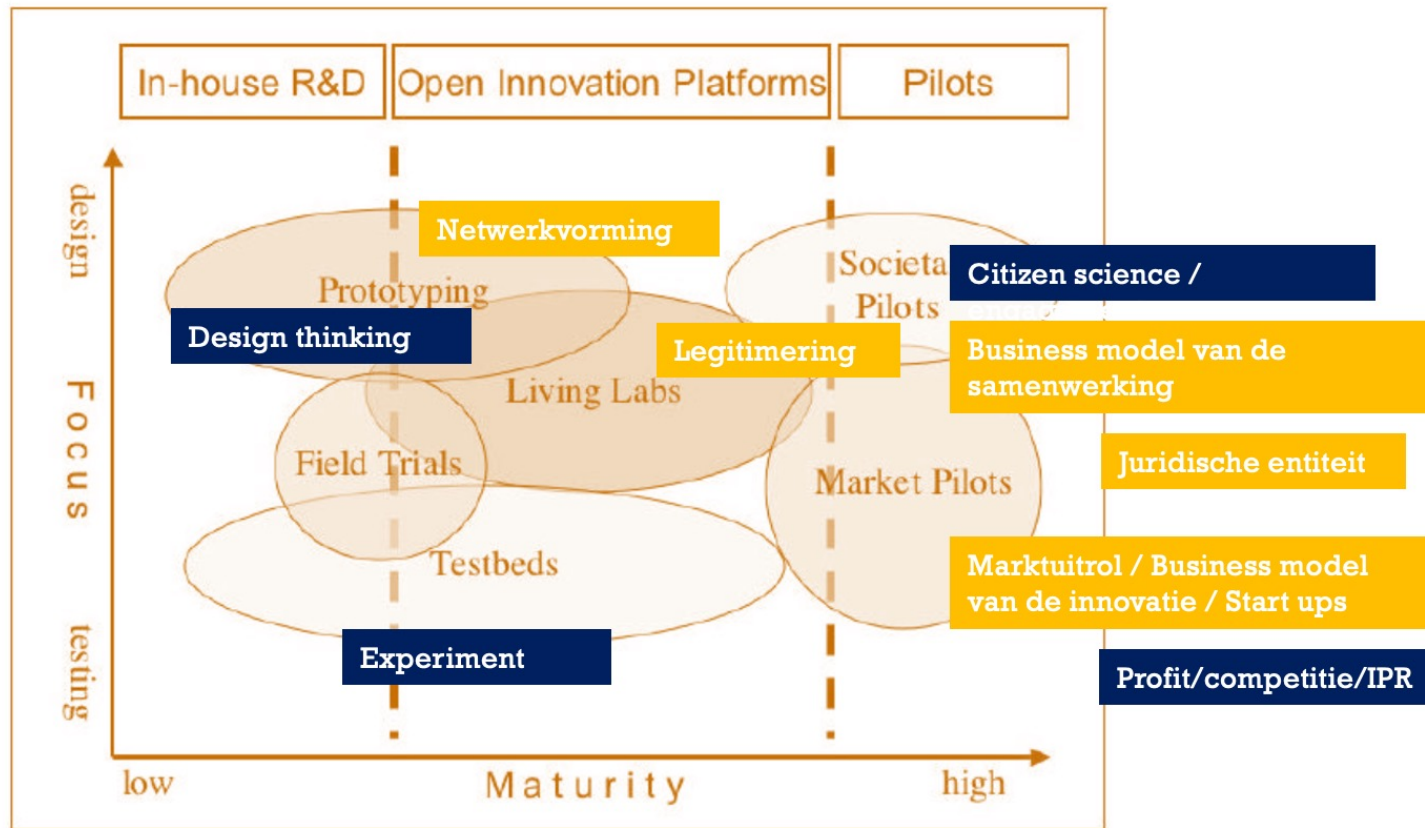 In-house R&D
Open Innovation Platforms
Pilots
design
Netwerkvorming
Societa
Pilots
Citizen science /
Prototyping
Design thinking
Legitimering
Business model van de
samenwerking
Living Labs
Focus
Field Trials
Juridische entiteit
Market Pilots
Testbeds
Marktuitrol / Business model
van de innovatie / Start ups
testing
Experiment
Profit/competitie/IPR
low
Maturity
high